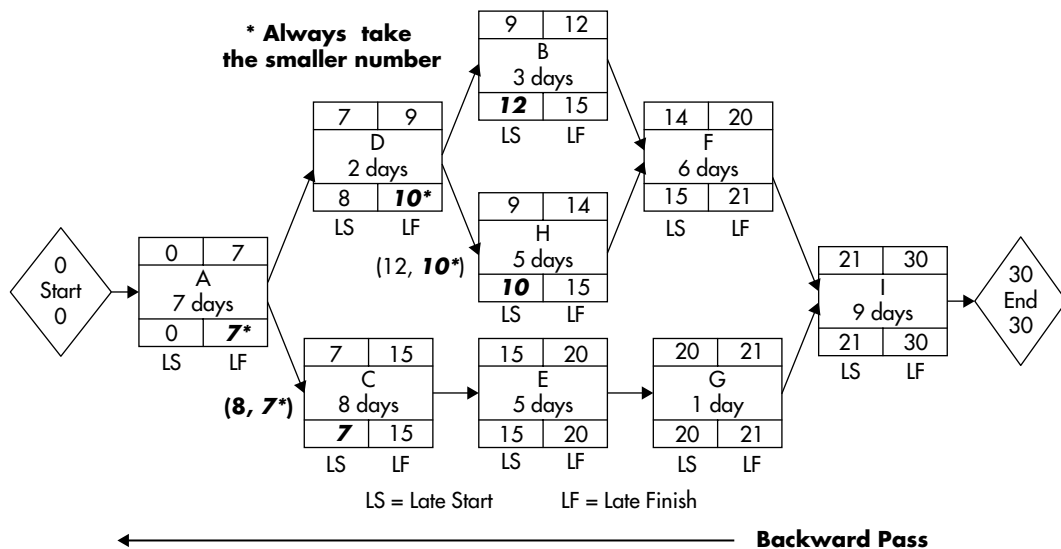 * Always take
the smaller number
9 12
B
3 days
12 15
LS LF
7 9
D
2 days
8 10*
LS LF
14 20
F
6 days
15 21
LS LF
(12, 10*)
9 14
H
5 days
10 15
0
Start
0
0 7
A
7 days
0 7*
LS LF
21 30
I
9 days
21 30
LS LF
30
End
30
(8, 7*)
7 15
C
8 days
7 15
LS LF
15 20
E
5 days
15 20
LS LF
20 21
G
1 day
20 21
LS LF
LS = Late Start LF = Late Finish
Backward Pass